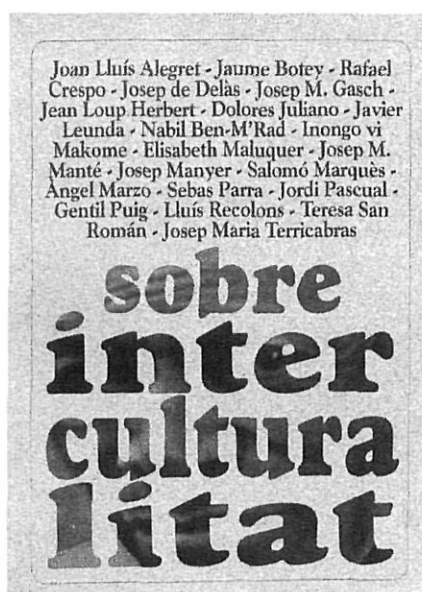 Joan Lluís Alegret - Jaume Botey - Rafael
Crespo - Josep de Delàs - Josep M. Gasch -
Jean Loup Herbert - Dolores Juliano - Javier
Leunda - Nabil Ben-M'Rad - Inongo vi
Makome - Elisabeth Maluquer - Josep M.
Manté - Josep Manyer - Salomó Marquès -
Àngel Marzo - Sebas Parra - Jordi Pascual -
Gentil Puig - Lluís Recolons - Teresa San
Román - Josep Maria Terricabras
sobre
inter
cultura
litat